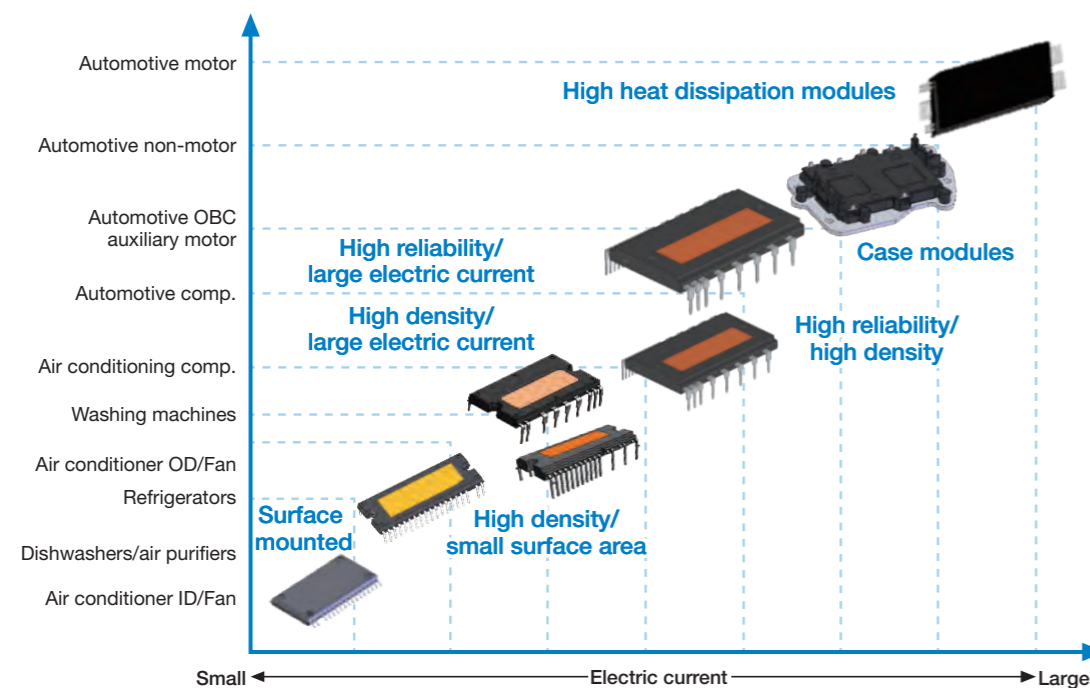 Automotive motor
High heat dissipation modules
Automotive non-motor
Automotive OBC
auxiliary motor
High reliability/
large electric current
Case modules
Automotive comp.
High density/
large electric current
High reliability/
high density
Air conditioning comp.
Washing machines
Air conditioner OD/Fan
Refrigerators
Surface
mounted
High density/
small surface area
Dishwashers/air purifiers
Air conditioner ID/Fan
Small
Electric current
Large